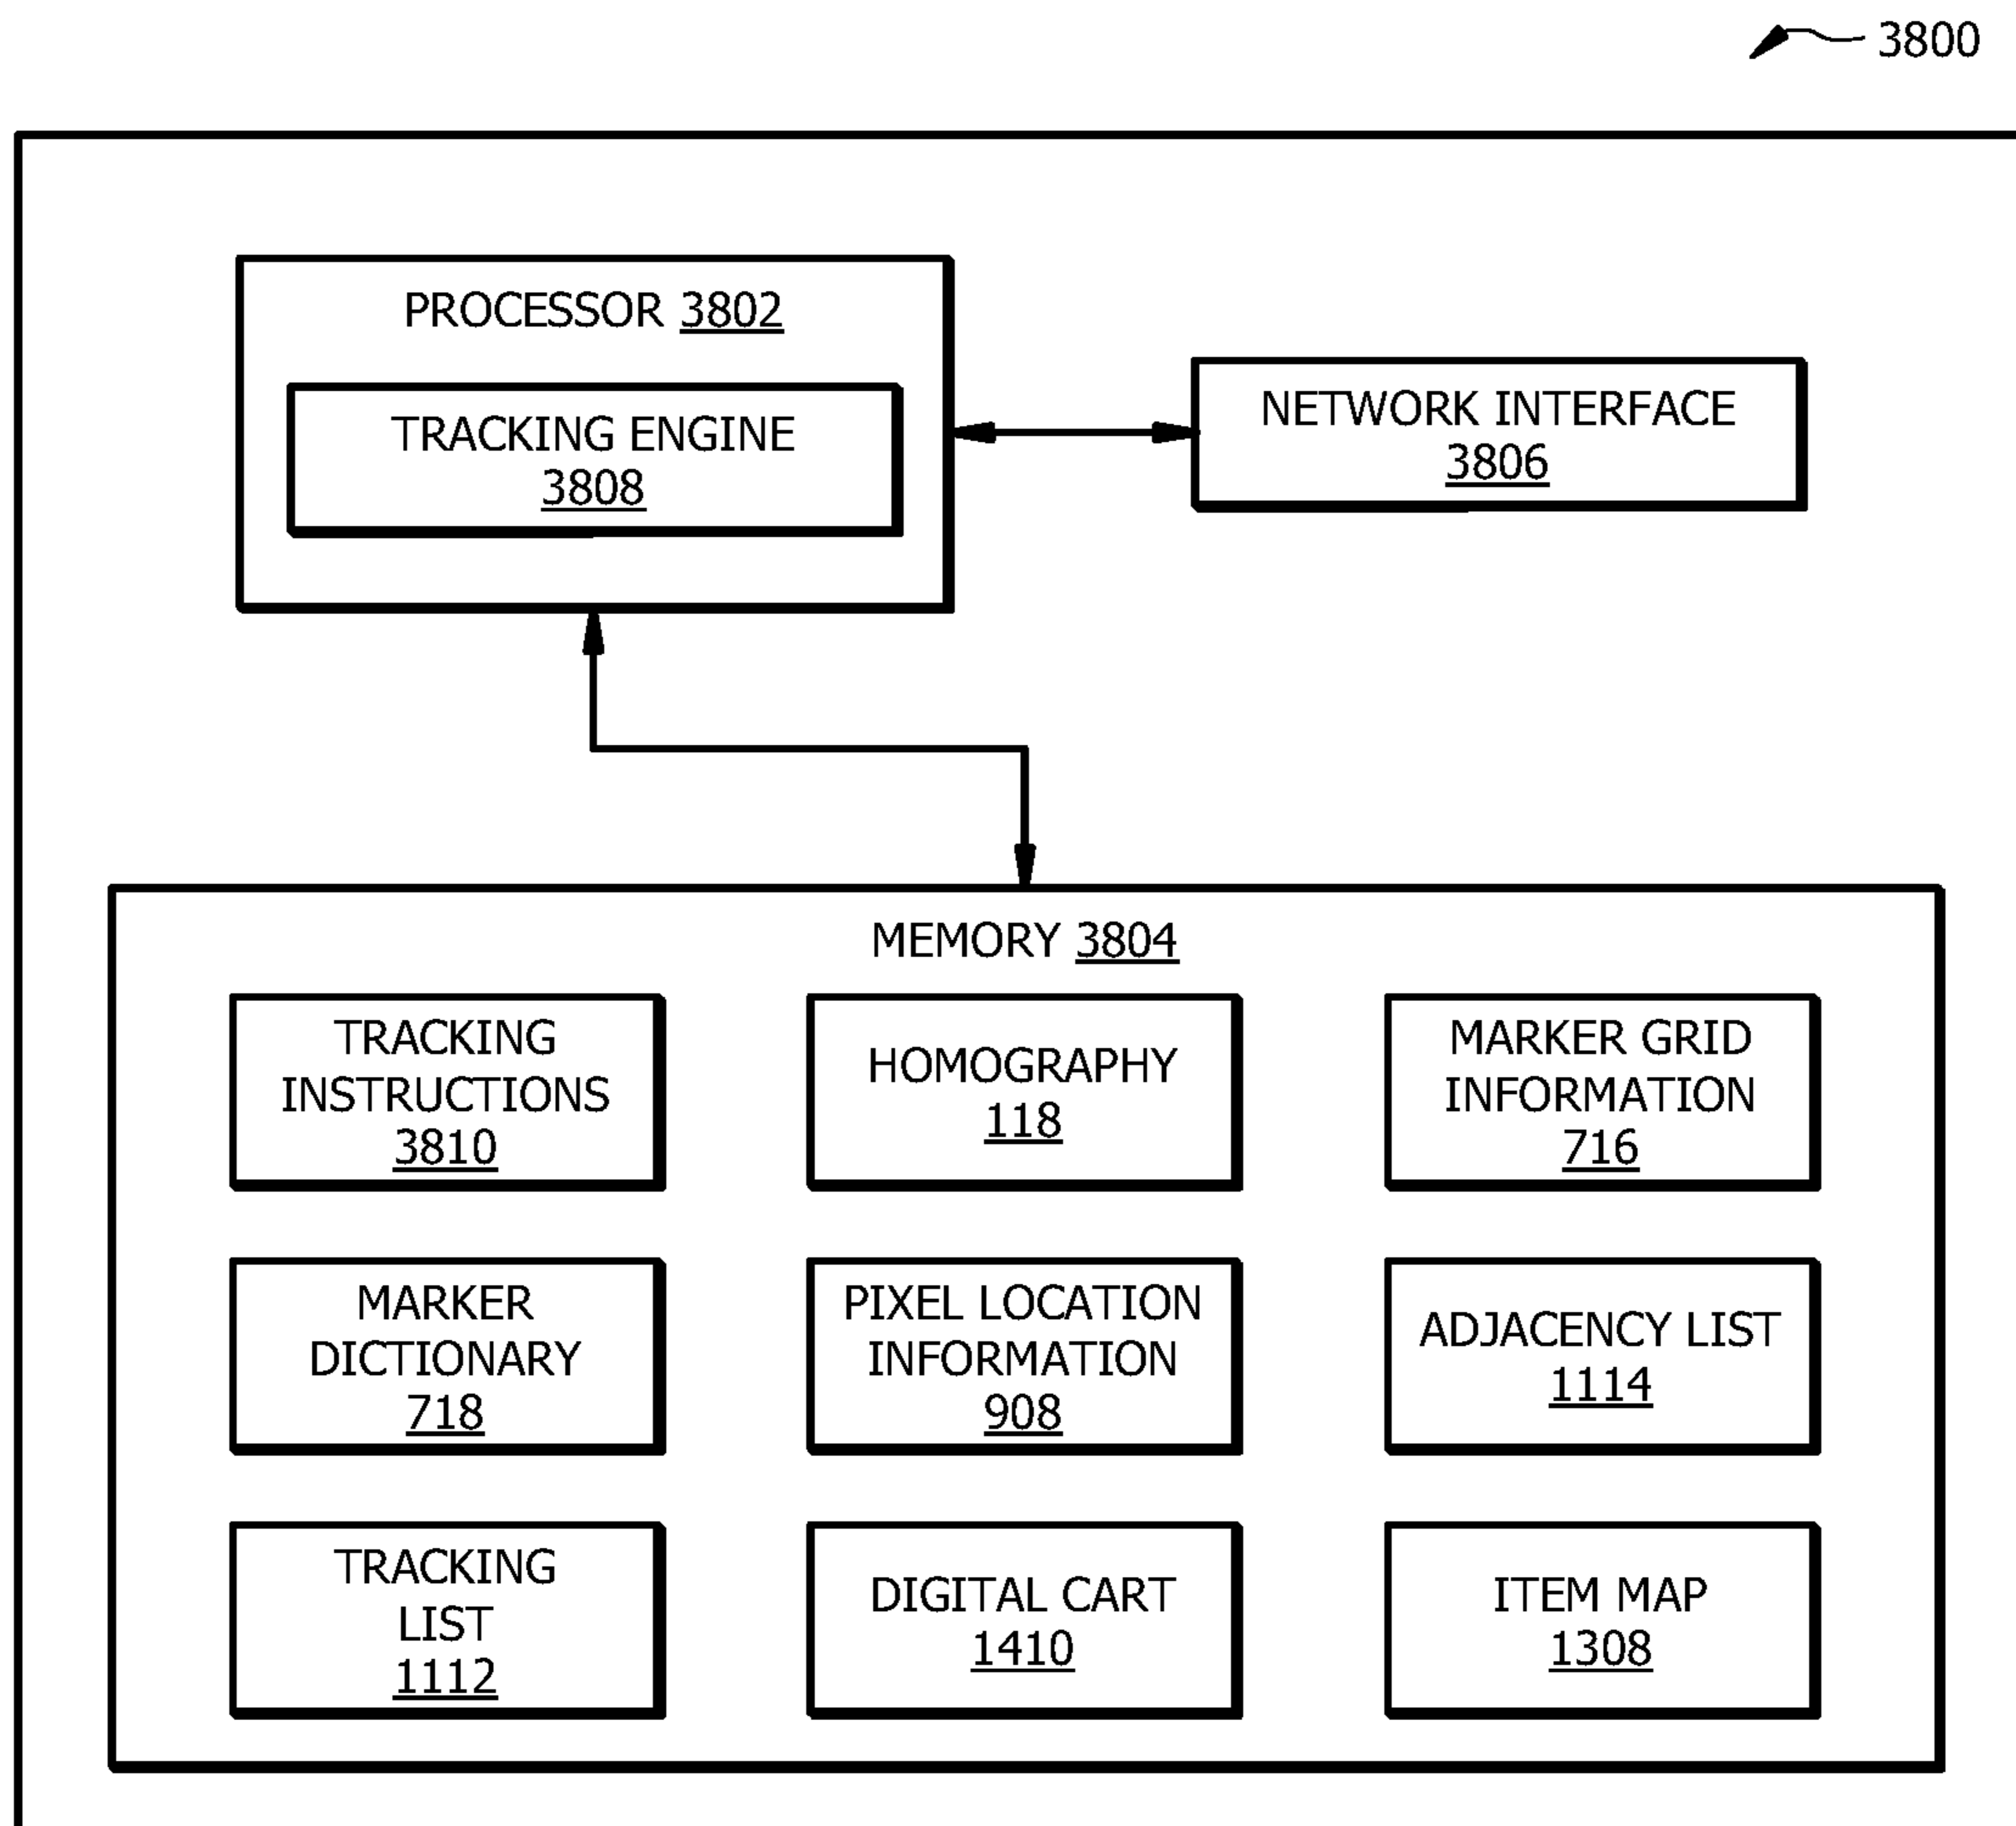 3800
PROCESSOR 3802
TRACKING ENGINE
3808
NETWORK INTERFACE
3806
MEMORY 3804
TRACKING
INSTRUCTIONS
3810
HOMOGRAPHY
118
MARKER GRID
INFORMATION
716
MARKER
DICTIONARY
718
PIXEL LOCATION
INFORMATION
908
ADJACENCY LIST
1114
TRACKING
LIST
1112
DIGITAL CART
1410
ITEM MAP
1308